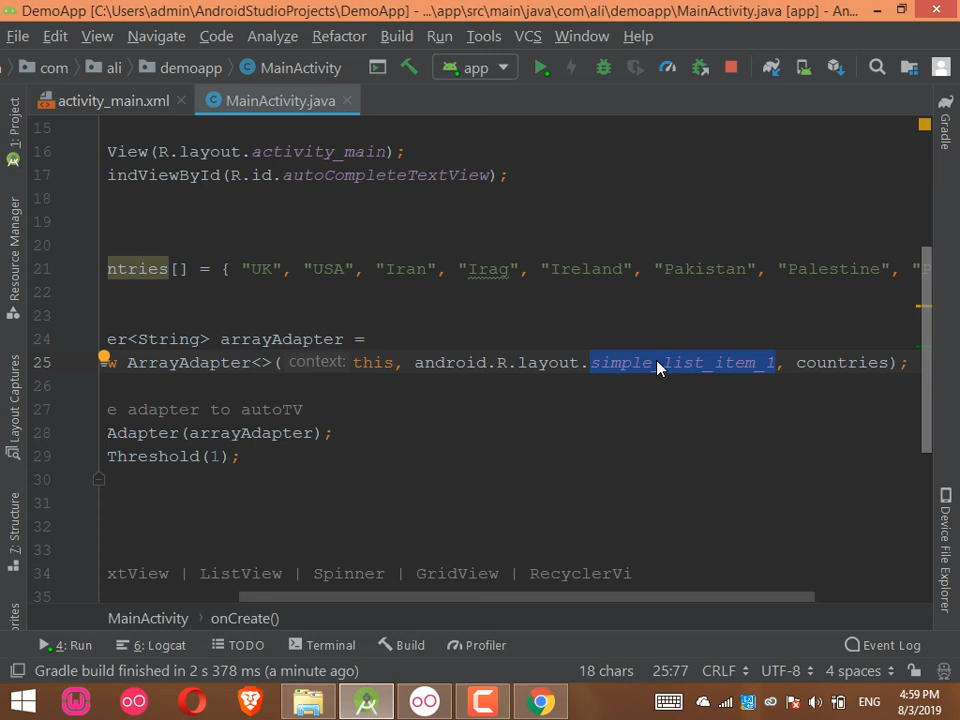 DemoApp [C:\Users\admin\AndroidStudioProjects\DemoApp] - ...\app\src\main\java\com\ali\demoapp\MainActivity.java [app] - An...
File Edit View Navigate Code Analyze Refactor Build Run Tools VCS Window Help
com ali demoapp MainActivity app
activity_main.xml MainActivity.java
1: Project
Resource Manager
Layout Captures
7: Structure
15
16 View(R.layout.activity_main);
17 indViewById(R.id.autoCompleteTextView);
18
19
20
21 ntries[] = { "UK", "USA", "Iran", "Irag", "Ireland", "Pakistan", "Palestine", "P
22
23
24 er<String> arrayAdapter =
25 w ArrayAdapter<>( context: this, android.R.layout.simple_list_item_1, countries);
26
27 e adapter to autoTV
28 Adapter(arrayAdapter);
29 Threshold(1);
30
31
32
33
34 xtView | ListView | Spinner | GridView | RecyclerVi
35
Gradle
Device File Explorer
MainActivity › onCreate()
4: Run 6: Logcat TODO Terminal Build Profiler Event Log
Gradle build finished in 2 s 378 ms (a minute ago) 18 chars 25:77 CRLF UTF-8 4 spaces
ENG 4:59 PM
8/3/2019